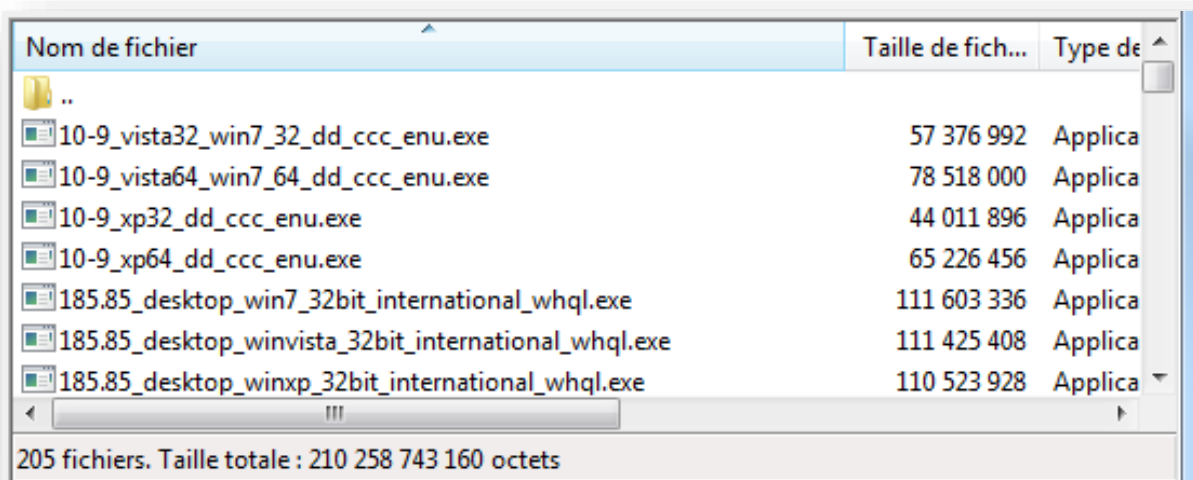 Nom de fichier Taille de fich... Type de
..
10-9_vista32_win7_32_dd_ccc_enu.exe 57 376 992 Applica
10-9_vista64_win7_64_dd_ccc_enu.exe 78 518 000 Applica
10-9_xp32_dd_ccc_enu.exe 44 011 896 Applica
10-9_xp64_dd_ccc_enu.exe 65 226 456 Applica
185.85_desktop_win7_32bit_international_whql.exe 111 603 336 Applica
185.85_desktop_winvista_32bit_international_whql.exe 111 425 408 Applica
185.85_desktop_winxp_32bit_international_whql.exe 110 523 928 Applica
205 fichiers. Taille totale : 210 258 743 160 octets